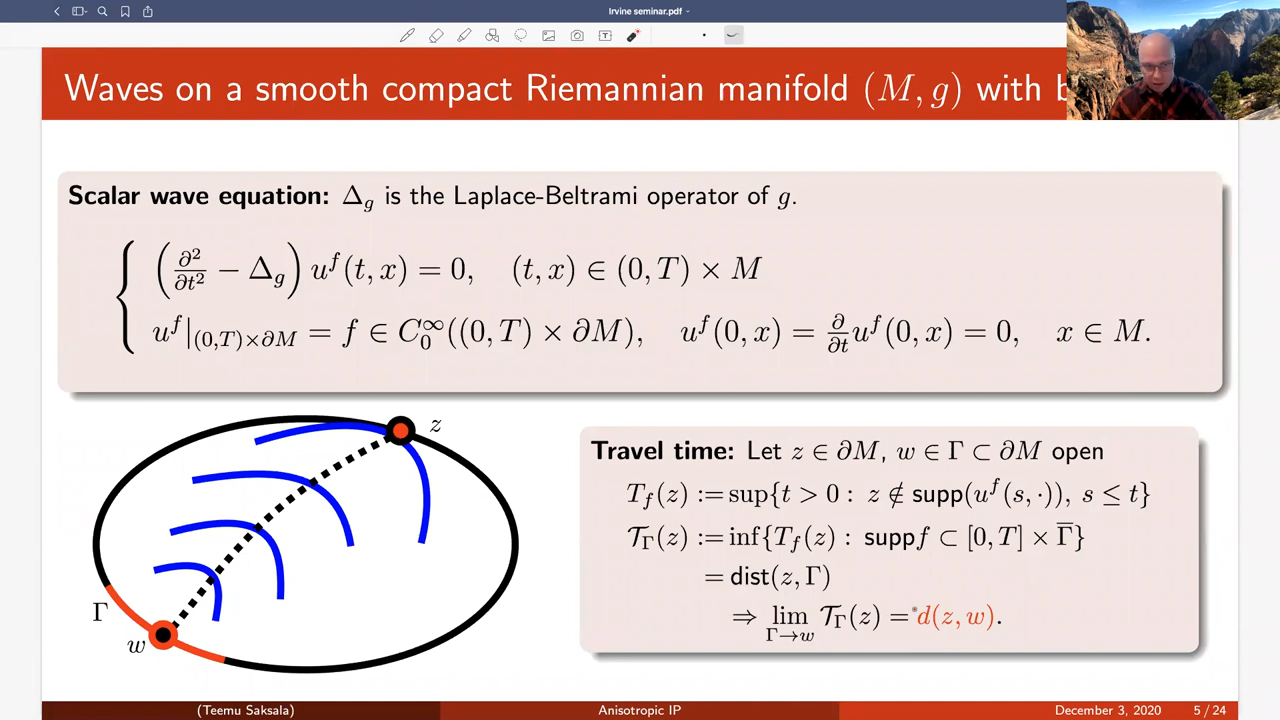 Irvine seminar.pdf
Waves on a smooth compact Riemannian manifold (M, g) with b
Scalar wave equation: Δ_g is the Laplace-Beltrami operator of g.
(∂²/∂t² − Δ_g) u^f(t, x) = 0, (t, x) ∈ (0, T) × M
u^f|_{(0,T)×∂M} = f ∈ C_0^∞((0, T) × ∂M), u^f(0, x) = ∂/∂t u^f(0, x) = 0, x ∈ M.
z
Γ
w
Travel time: Let z ∈ ∂M, w ∈ Γ ⊂ ∂M open
T_f(z) := sup{t > 0 : z ∉ supp(u^f(s, ·)), s ≤ t}
𝒯_Γ(z) := inf{T_f(z) : suppf ⊂ [0, T] × Γ̅}
= dist(z, Γ)
⇒ lim_{Γ→w} 𝒯_Γ(z) = d(z, w).
(Teemu Saksala)
Anisotropic IP
December 3, 2020
5 / 24